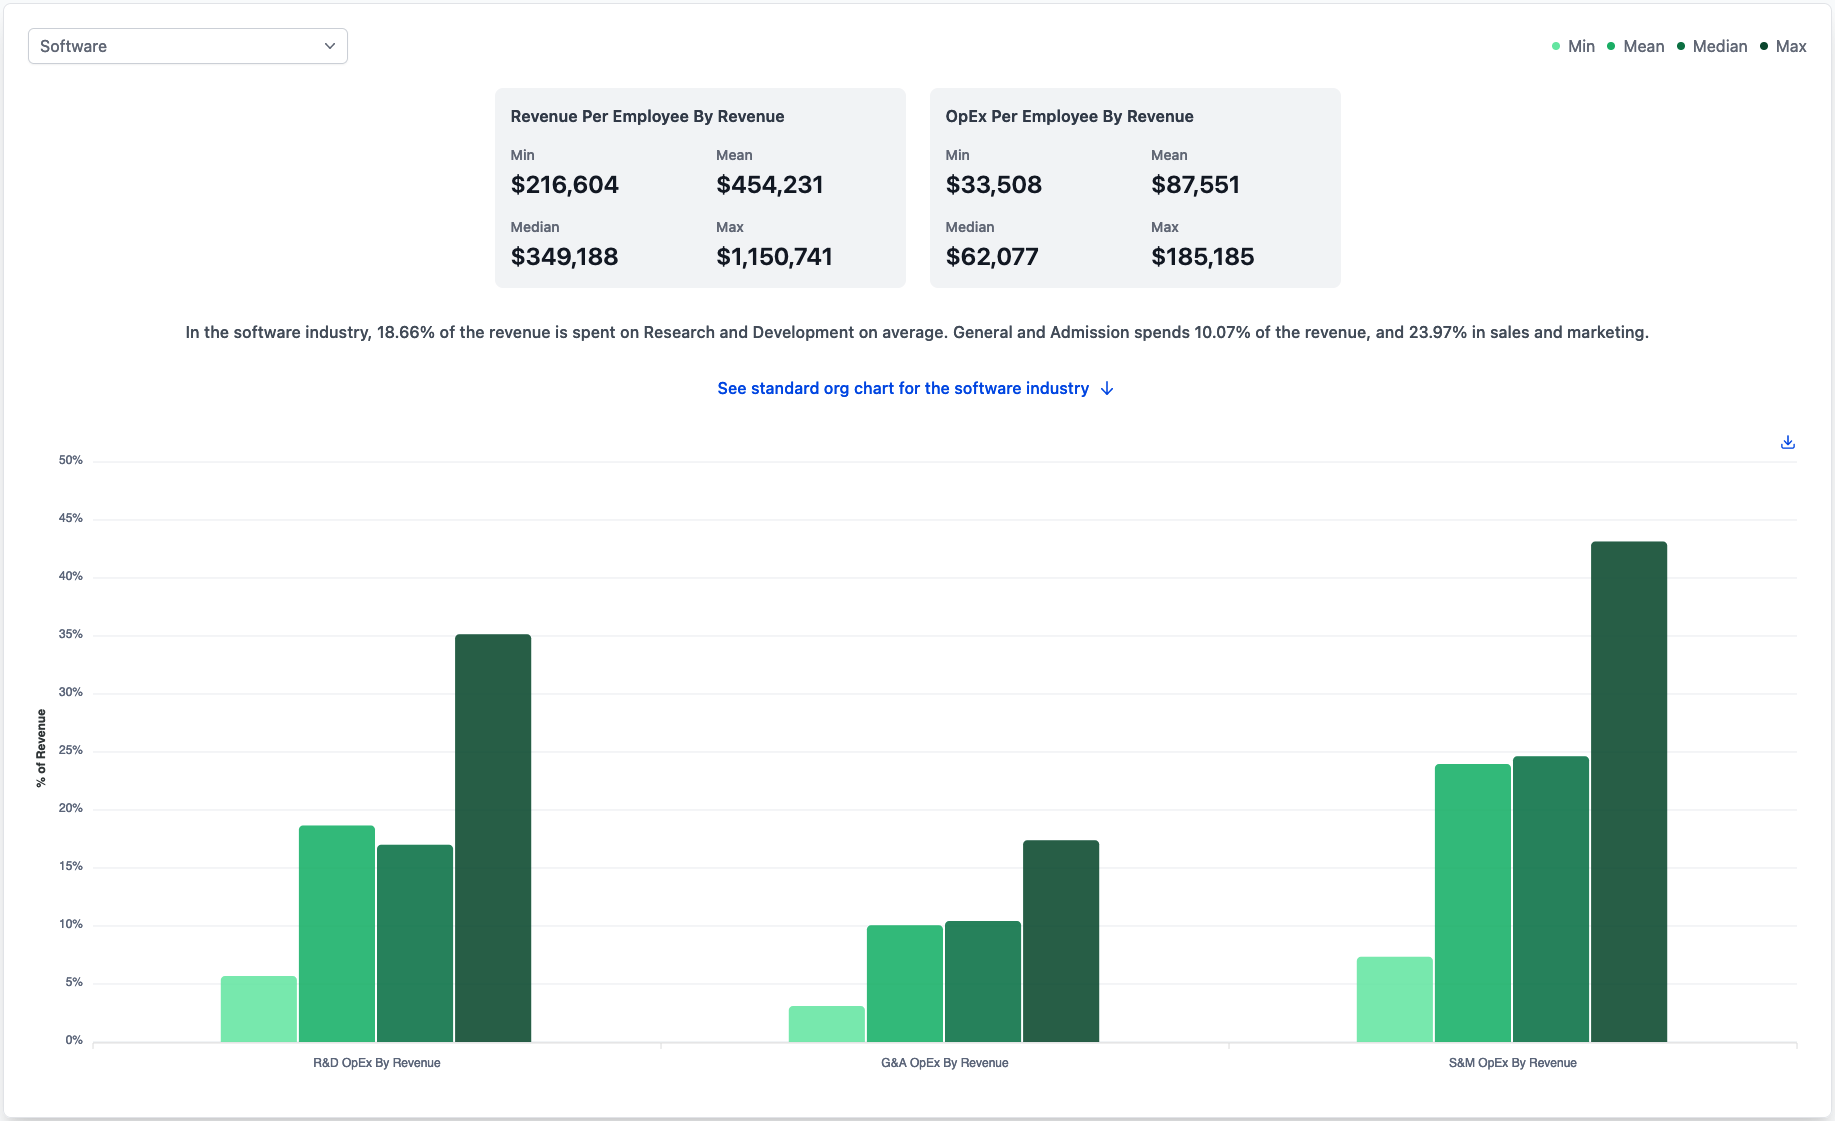 Software
Min Mean Median Max
Revenue Per Employee By Revenue
Min Mean
$216,604 $454,231
Median Max
$349,188 $1,150,741
OpEx Per Employee By Revenue
Min Mean
$33,508 $87,551
Median Max
$62,077 $185,185
In the software industry, 18.66% of the revenue is spent on Research and Development on average. General and Admission spends 10.07% of the revenue, and 23.97% in sales and marketing.
See standard org chart for the software industry
% of Revenue
50%
45%
40%
35%
30%
25%
20%
15%
10%
5%
0%
R&D OpEx By Revenue G&A OpEx By Revenue S&M OpEx By Revenue